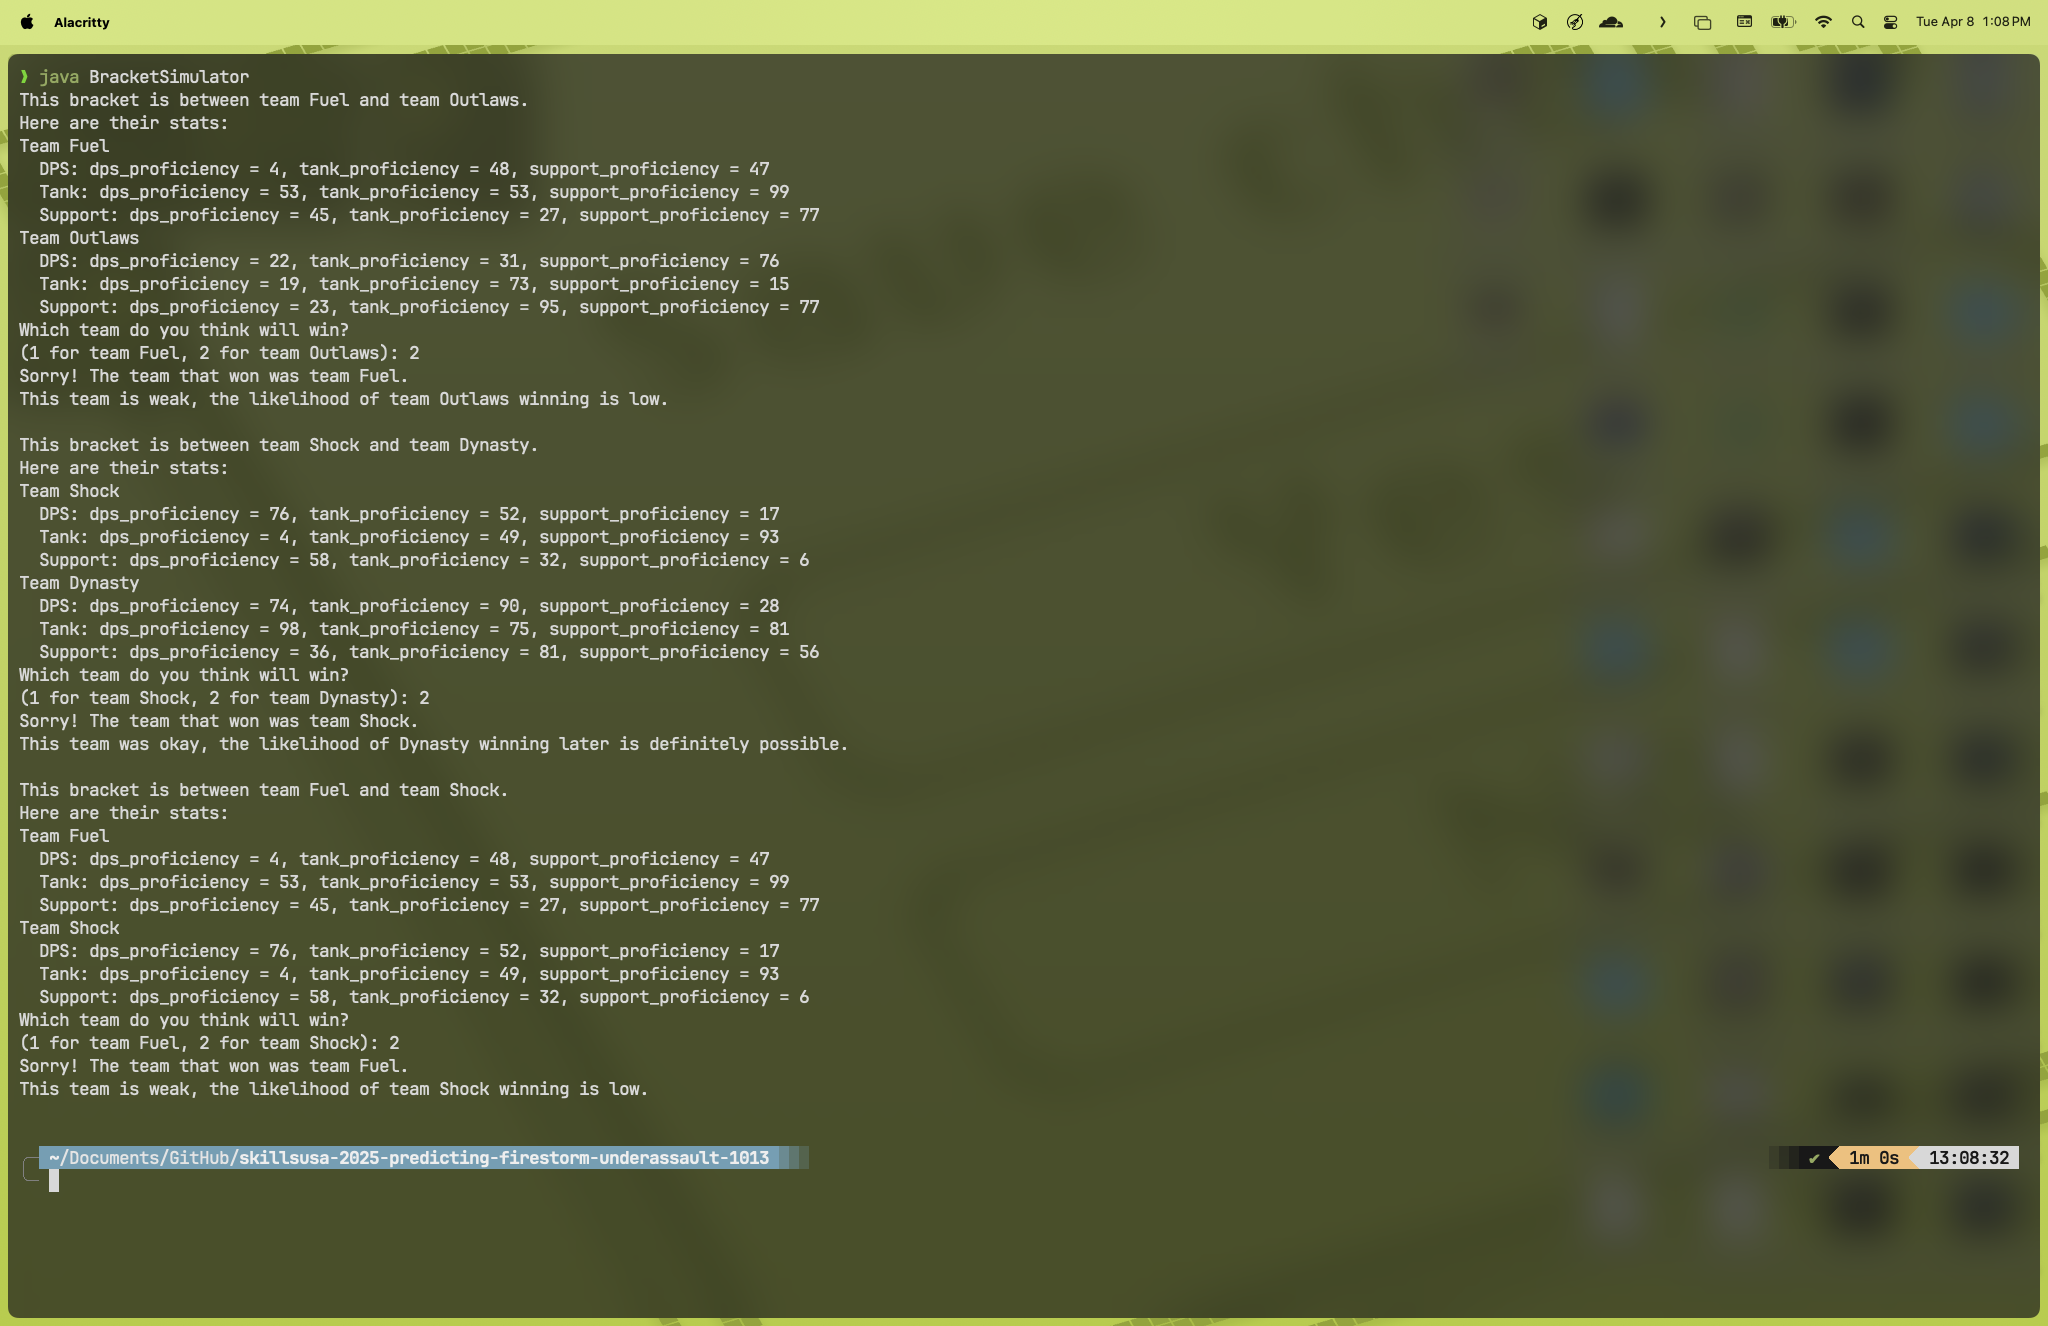 Alacritty
Tue Apr 8 1:08 PM
❫ java BracketSimulator
This bracket is between team Fuel and team Outlaws.
Here are their stats:
Team Fuel
  DPS: dps_proficiency = 4, tank_proficiency = 48, support_proficiency = 47
  Tank: dps_proficiency = 53, tank_proficiency = 53, support_proficiency = 99
  Support: dps_proficiency = 45, tank_proficiency = 27, support_proficiency = 77
Team Outlaws
  DPS: dps_proficiency = 22, tank_proficiency = 31, support_proficiency = 76
  Tank: dps_proficiency = 19, tank_proficiency = 73, support_proficiency = 15
  Support: dps_proficiency = 23, tank_proficiency = 95, support_proficiency = 77
Which team do you think will win?
(1 for team Fuel, 2 for team Outlaws): 2
Sorry! The team that won was team Fuel.
This team is weak, the likelihood of team Outlaws winning is low.

This bracket is between team Shock and team Dynasty.
Here are their stats:
Team Shock
  DPS: dps_proficiency = 76, tank_proficiency = 52, support_proficiency = 17
  Tank: dps_proficiency = 4, tank_proficiency = 49, support_proficiency = 93
  Support: dps_proficiency = 58, tank_proficiency = 32, support_proficiency = 6
Team Dynasty
  DPS: dps_proficiency = 74, tank_proficiency = 90, support_proficiency = 28
  Tank: dps_proficiency = 98, tank_proficiency = 75, support_proficiency = 81
  Support: dps_proficiency = 36, tank_proficiency = 81, support_proficiency = 56
Which team do you think will win?
(1 for team Shock, 2 for team Dynasty): 2
Sorry! The team that won was team Shock.
This team was okay, the likelihood of Dynasty winning later is definitely possible.

This bracket is between team Fuel and team Shock.
Here are their stats:
Team Fuel
  DPS: dps_proficiency = 4, tank_proficiency = 48, support_proficiency = 47
  Tank: dps_proficiency = 53, tank_proficiency = 53, support_proficiency = 99
  Support: dps_proficiency = 45, tank_proficiency = 27, support_proficiency = 77
Team Shock
  DPS: dps_proficiency = 76, tank_proficiency = 52, support_proficiency = 17
  Tank: dps_proficiency = 4, tank_proficiency = 49, support_proficiency = 93
  Support: dps_proficiency = 58, tank_proficiency = 32, support_proficiency = 6
Which team do you think will win?
(1 for team Fuel, 2 for team Shock): 2
Sorry! The team that won was team Fuel.
This team is weak, the likelihood of team Shock winning is low.

~/Documents/GitHub/skillsusa-2025-predicting-firestorm-underassault-1013 ✔ 1m 0s 13:08:32